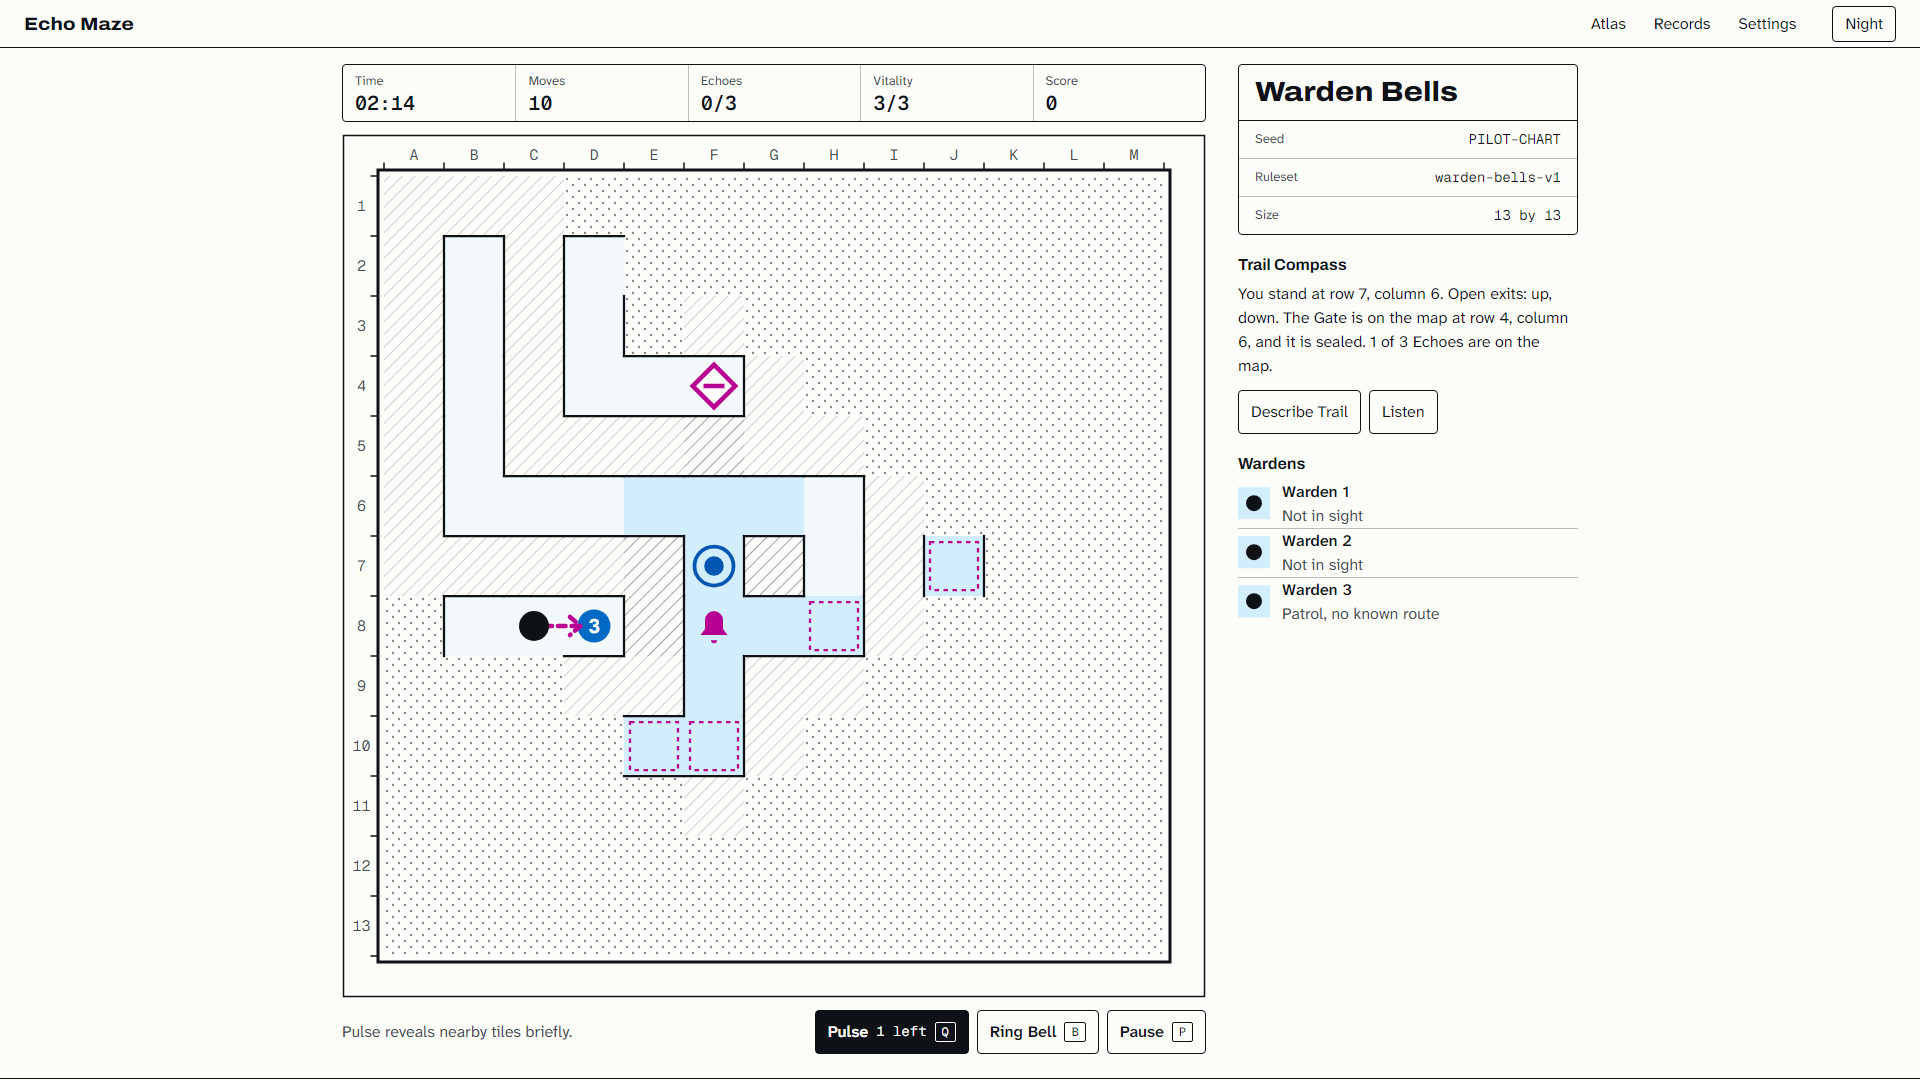 Echo Maze
Atlas
Records
Settings
Night
Time
02:14
Moves
10
Echoes
0/3
Vitality
3/3
Score
0
A B C D E F G H I J K L M
1
2
3
4
5
6
7
8
3
9
10
11
12
13
Pulse reveals nearby tiles briefly.
Pulse 1 left Q
Ring Bell B
Pause P
Warden Bells
Seed PILOT-CHART
Ruleset warden-bells-v1
Size 13 by 13
Trail Compass
You stand at row 7, column 6. Open exits: up,
down. The Gate is on the map at row 4, column
6, and it is sealed. 1 of 3 Echoes are on the
map.
Describe Trail
Listen
Wardens
Warden 1
Not in sight
Warden 2
Not in sight
Warden 3
Patrol, no known route